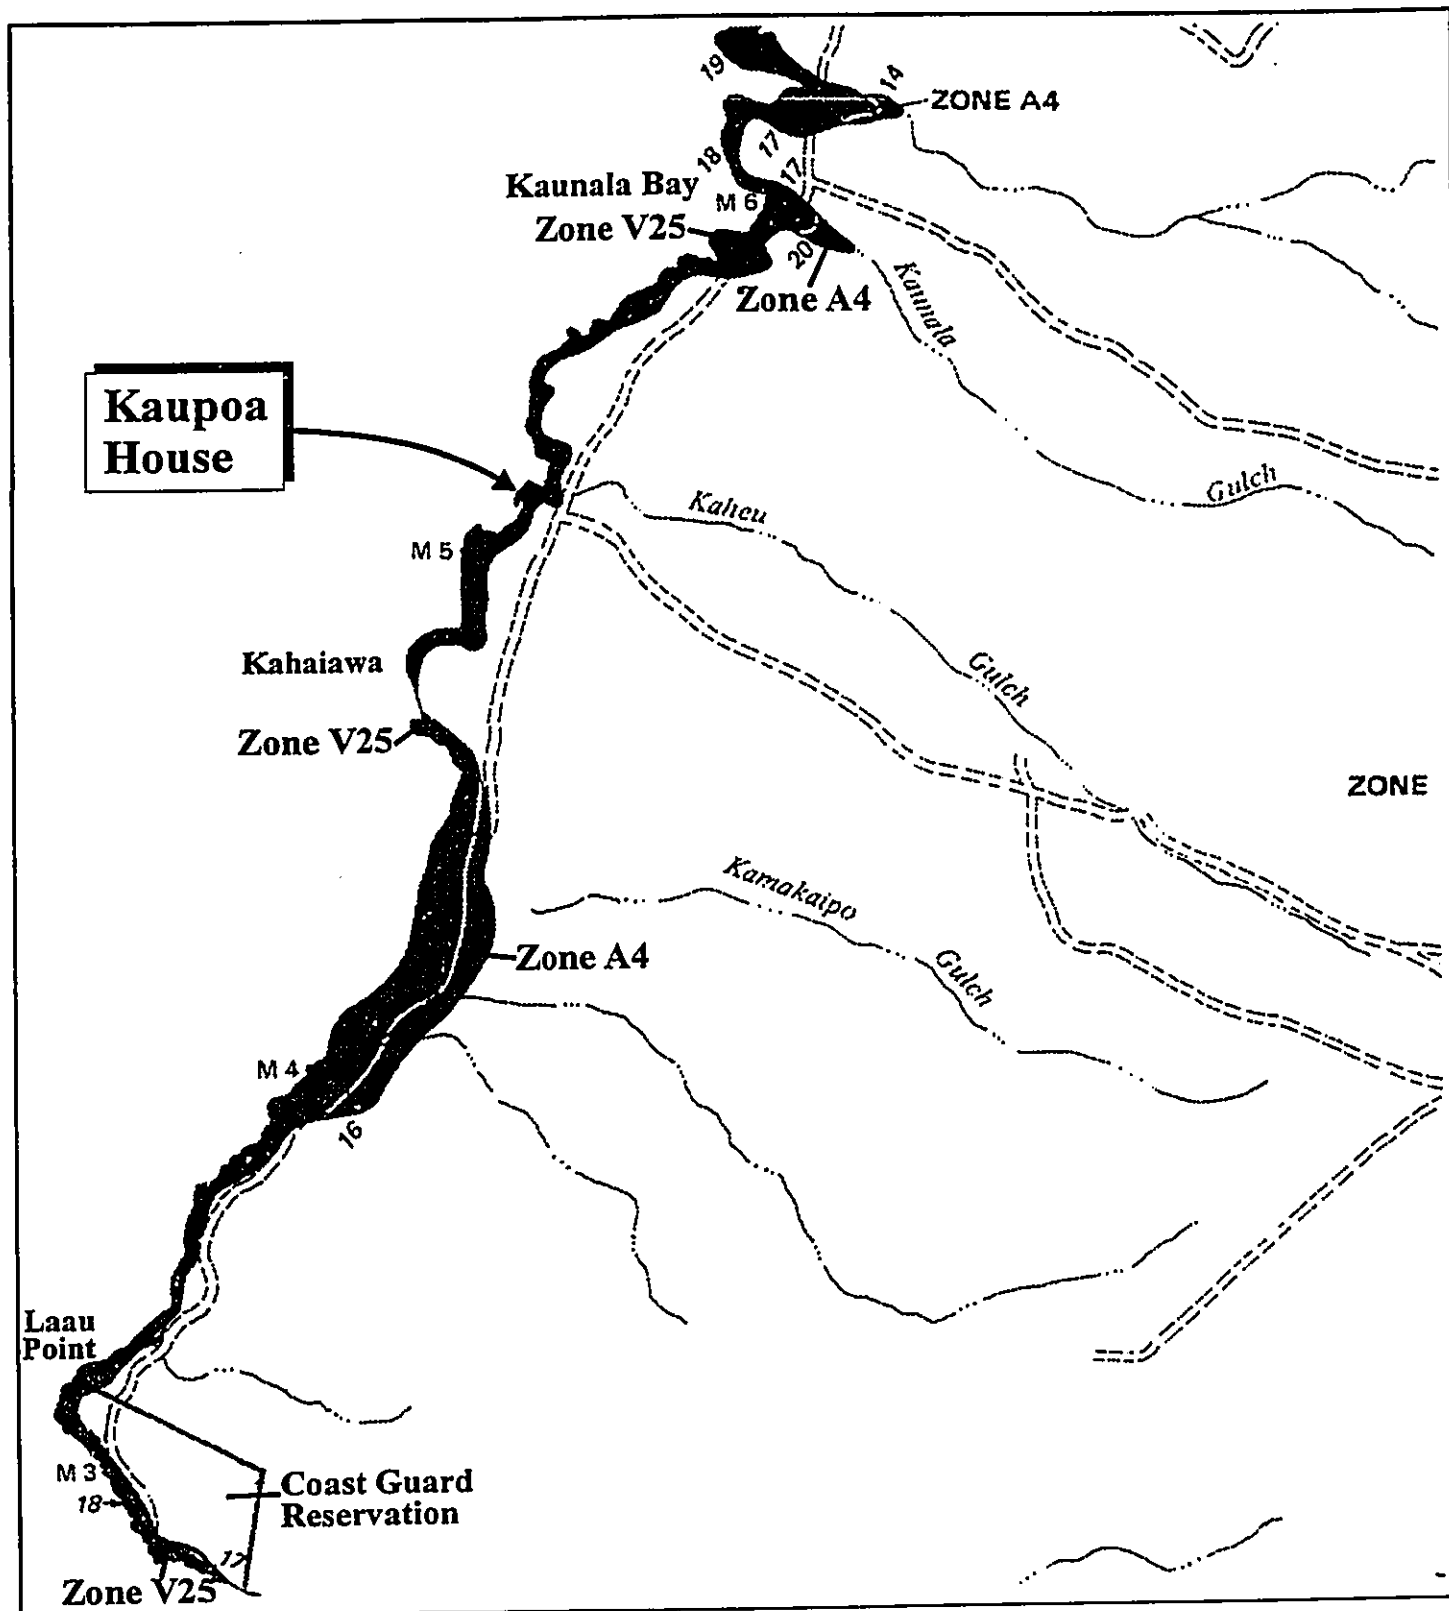 19
14
ZONE A4
17
18
17
Kaunala Bay
M 6
Zone V25
20
Zone A4
Kaunala
Gulch
Kaupoa
House
Kaheu
Gulch
M 5
Kahaiawa
Zone V25
ZONE
Kamakaipo
Gulch
Zone A4
M 4
16
Laau
Point
M 3
18
Coast Guard
Reservation
17
Zone V25